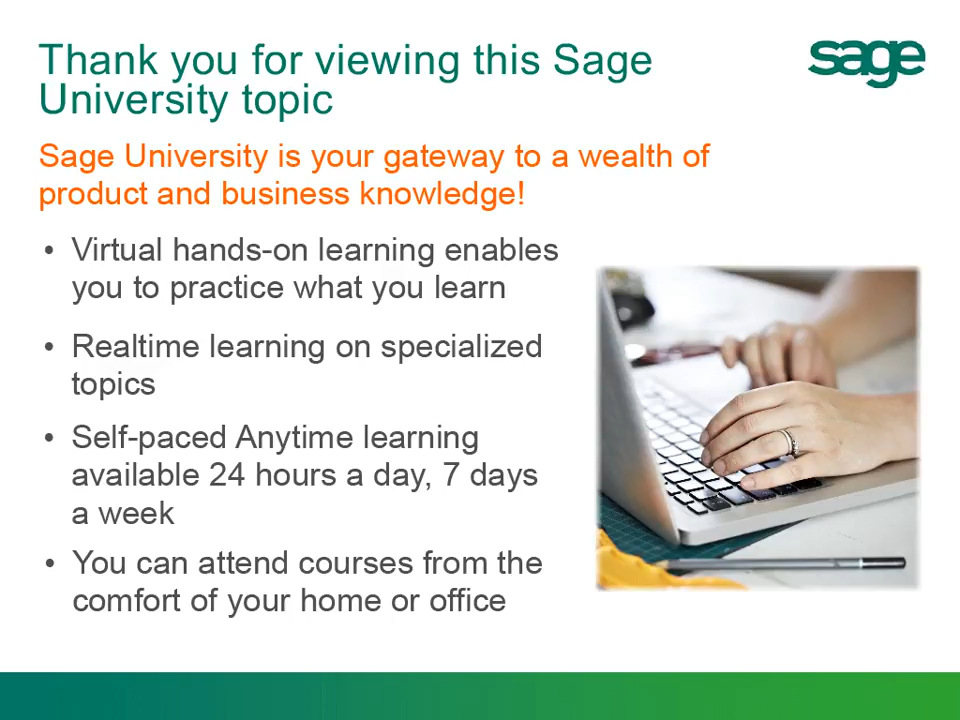 Thank you for viewing this Sage
University topic
sage
Sage University is your gateway to a wealth of
product and business knowledge!
• Virtual hands-on learning enables
you to practice what you learn
• Realtime learning on specialized
topics
• Self-paced Anytime learning
available 24 hours a day, 7 days
a week
• You can attend courses from the
comfort of your home or office